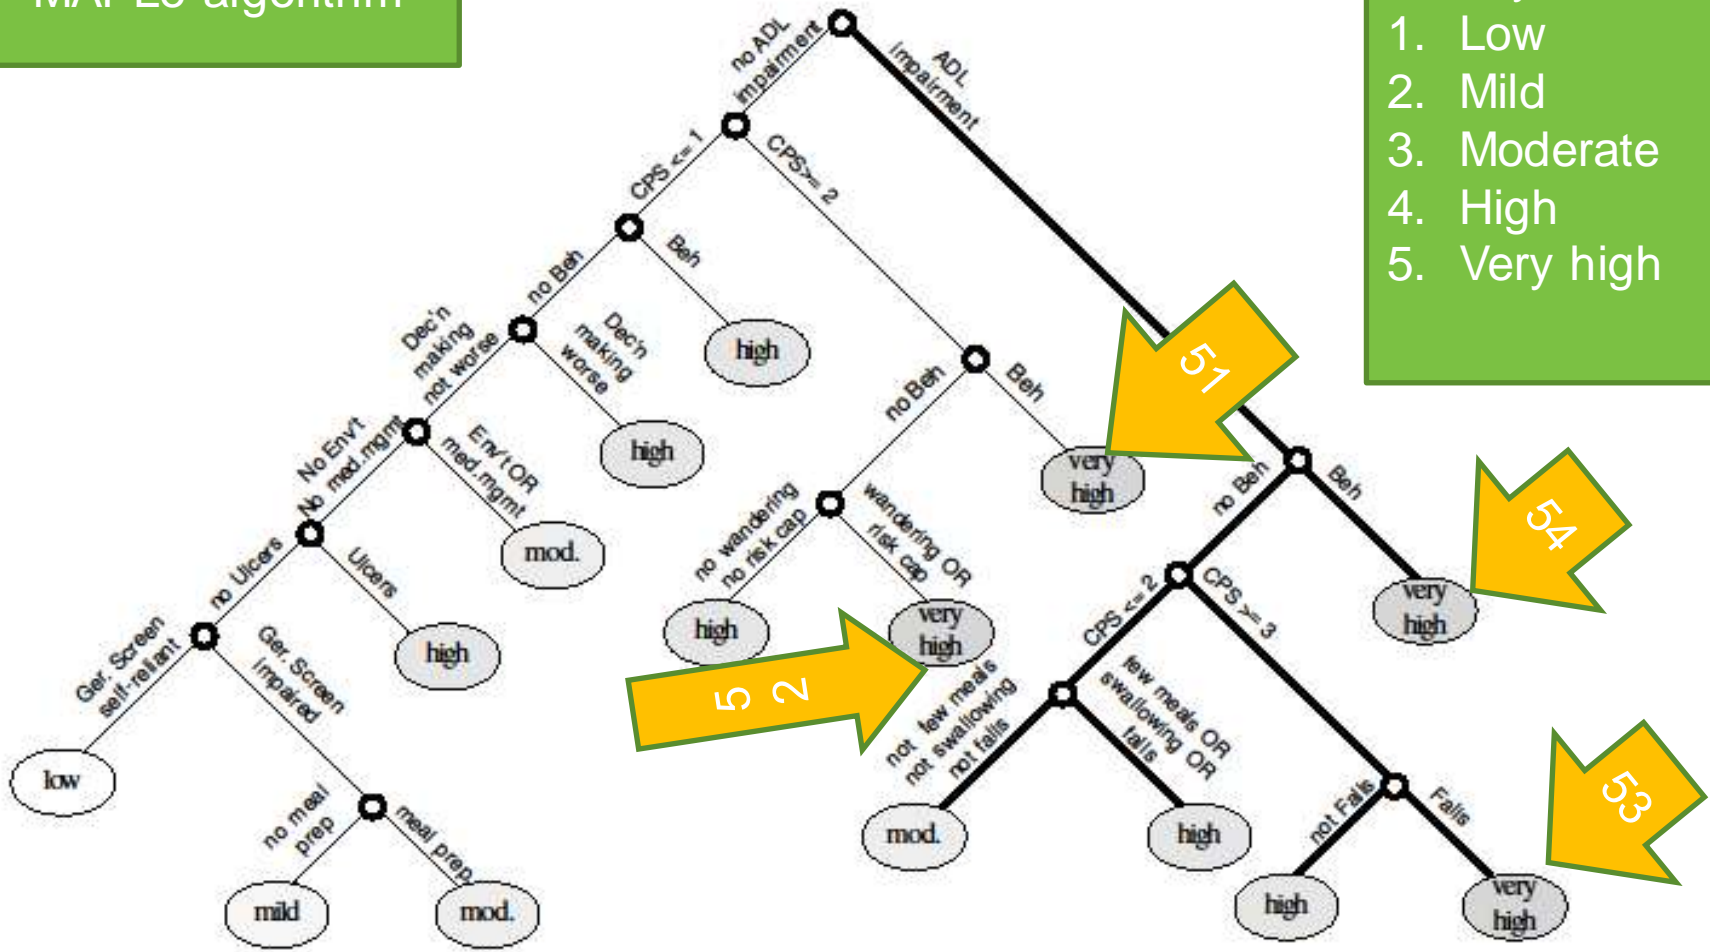 MAPLe algorithm
1. Low
2. Mild
3. Moderate
4. High
5. Very high
no ADL
impairment
ADL
impairment
CPS <= 1
CPS>= 2
no Beh
Beh
high
Dec'n
making
not worse
Dec'n
making
worse
high
no Beh
Beh
very
high
51
No Env't
No med.mgmt
Env't OR
med.mgmt
mod.
no wandering
no risk cap
wandering OR
risk cap
high
very
high
5 2
no Beh
Beh
very
high
54
no Ulcers
Ulcers
high
CPS <= 2
CPS >= 3
Ger. Screen
self-reliant
Ger. Screen
impaired
low
not few meals
not swallowing
not falls
few meals OR
swallowing OR
falls
mod.
high
no meal
prep
meal prep.
mild
mod.
not Falls
Falls
high
very
high
53